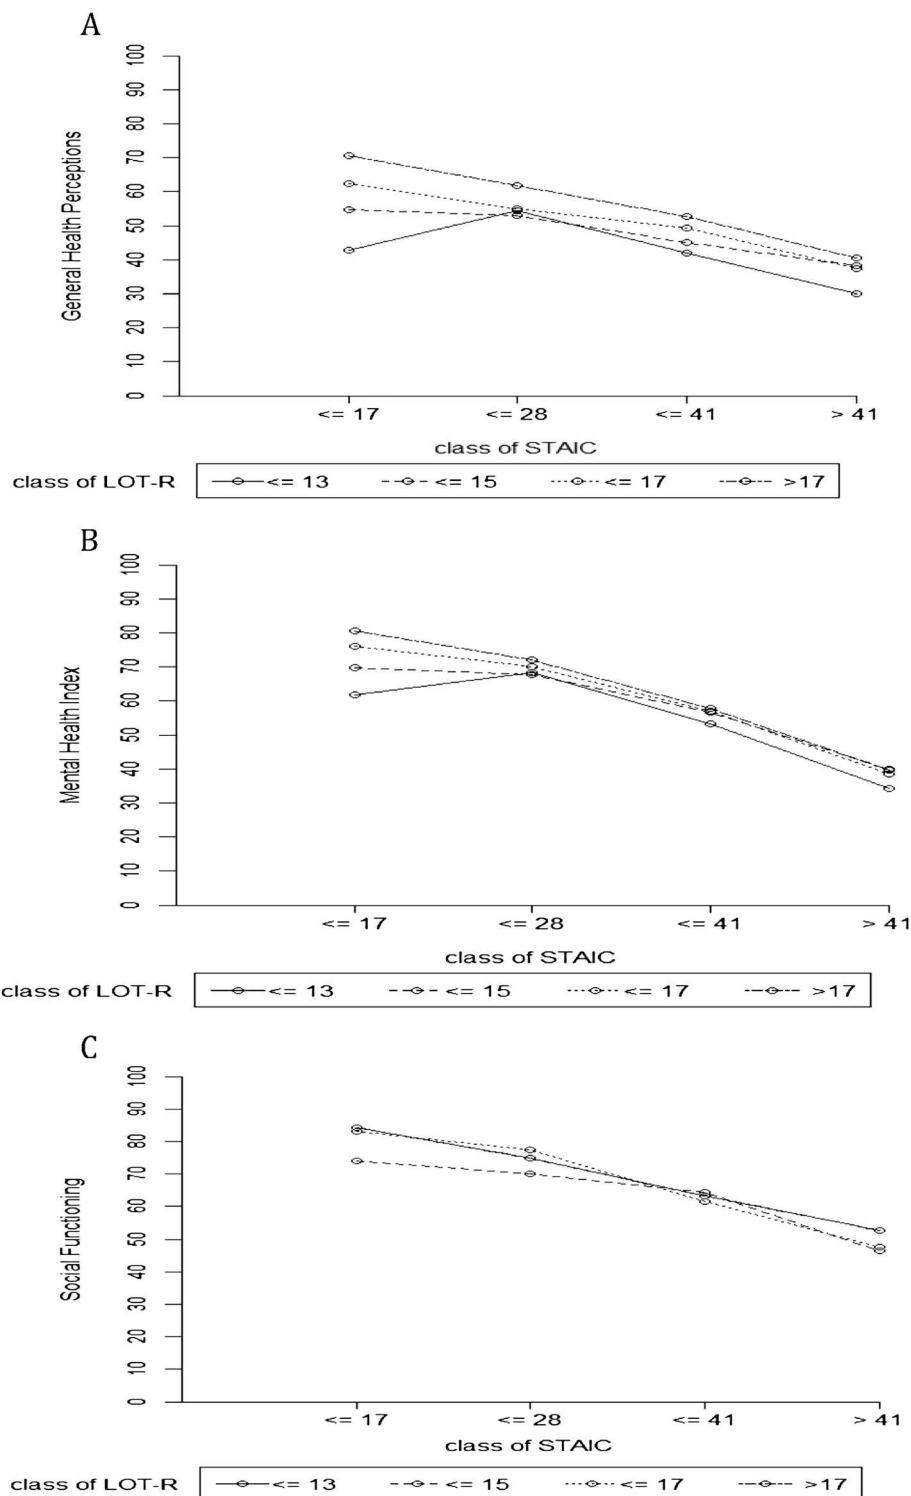 A
General Health Perceptions
100
90
80
70
60
50
40
30
20
10
0
<= 17 <= 28 <= 41 > 41
class of STAIC
class of LOT-R <= 13 <= 15 <= 17 >17
B
Mental Health Index
100
90
80
70
60
50
40
30
20
10
0
<= 17 <= 28 <= 41 > 41
class of STAIC
class of LOT-R <= 13 <= 15 <= 17 >17
C
Social Functioning
100
90
80
70
60
50
40
30
20
10
0
<= 17 <= 28 <= 41 > 41
class of STAIC
class of LOT-R <= 13 <= 15 <= 17 >17